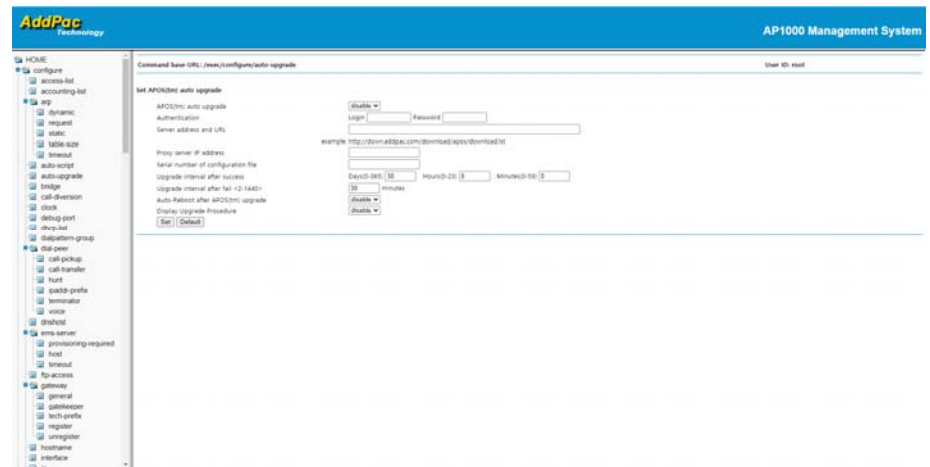 AddPac
Technology
AP1000 Management System
HOME
configure
access-list
accounting-list
arp
dynamic
request
static
table-size
timeout
auto-script
auto-upgrade
bridge
call-diversion
clock
debug-port
dhcp-list
dialpattern-group
dial-peer
call-pickup
call-transfer
hunt
ipaddr-prefix
terminator
voice
dnshost
ems-server
provisioning-required
host
timeout
ftp-access
gateway
general
gatekeeper
tech-prefix
register
unregister
hostname
interface
Command base-URL: /exec/configure/auto-upgrade User ID: root
Set APOS(tm) auto upgrade
APOS(tm) auto upgrade disable
Authentication Login Password
Server address and URL
example: http://down.addpac.com/download/apos/download.lst
Proxy server IP address
Serial number of configuration file
Upgrade interval after success Days(0-365) 30 Hours(0-23) 0 Minutes(0-59) 0
Upgrade interval after fail <2-1440> 30 minutes
Auto-Reboot after APOS(tm) upgrade disable
Display Upgrade Procedure disable
Set Default